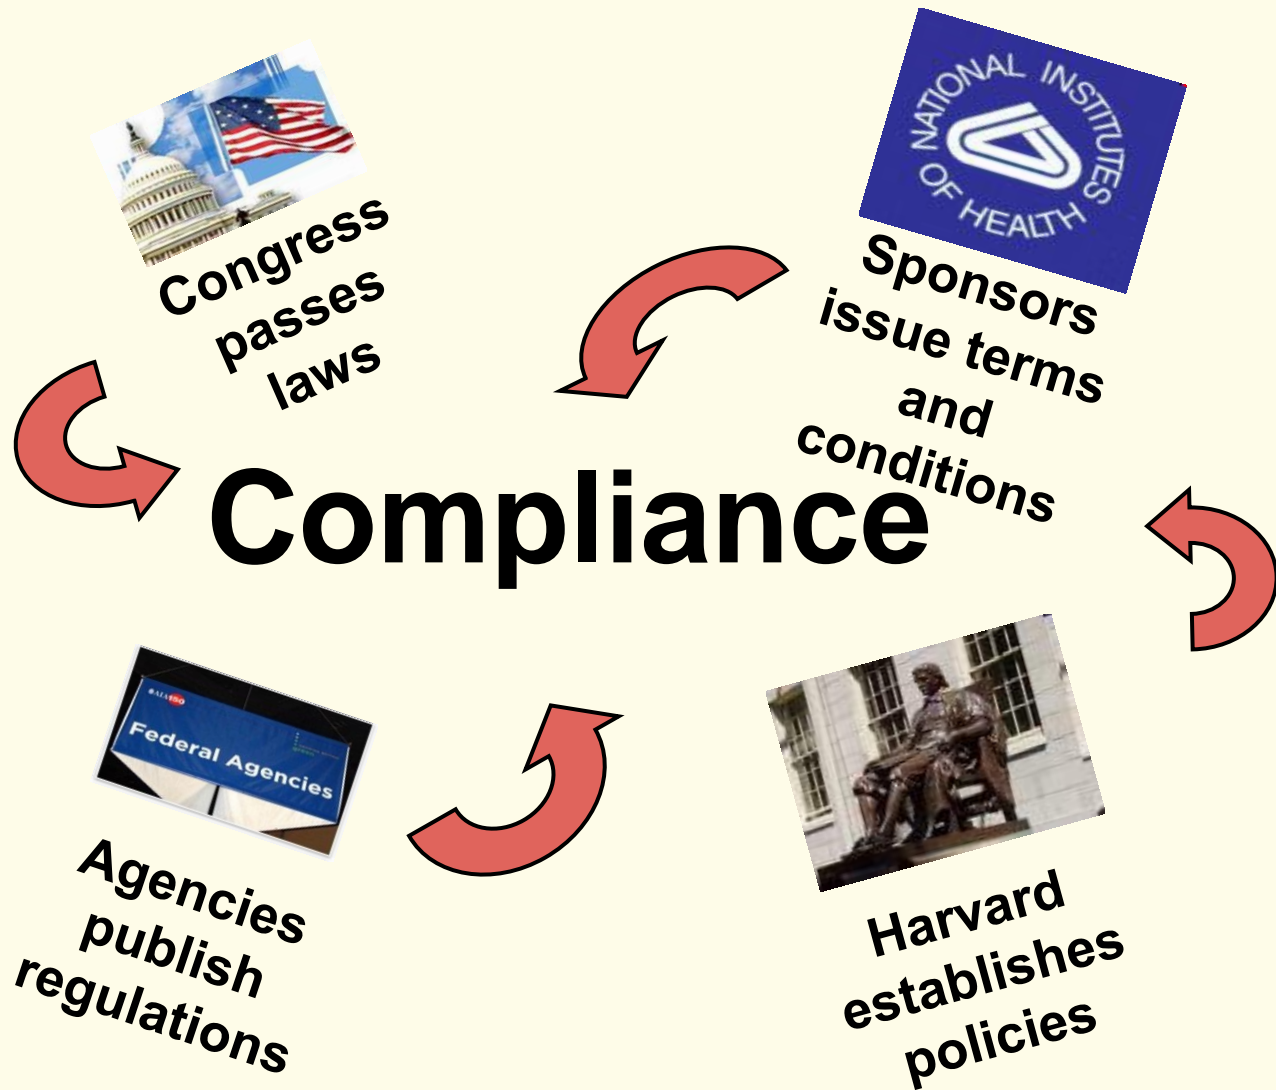 NATIONAL INSTITUTES
OF HEALTH
Congress
passes
laws
Sponsors
issue terms
and
conditions
Compliance
Federal Agencies
Agencies
publish
regulations
Harvard
establishes
policies